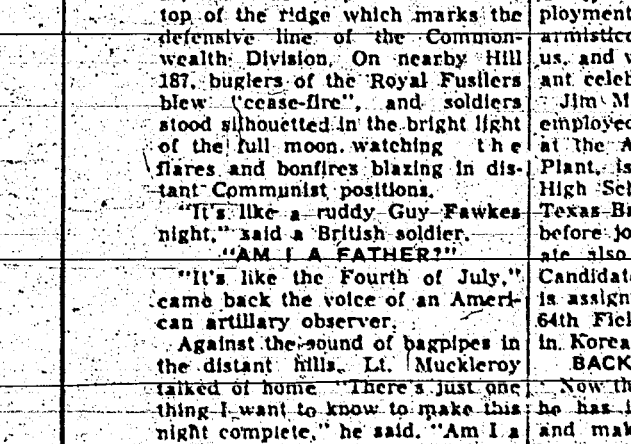 top of the ridge which marks the
defensive line of the Common-
wealth Division. On nearby Hill
187, buglers of the Royal Fusilers
blew "cease-fire", and soldiers
stood silhouetted in the bright light
of the full moon watching the
flares and bonfires blazing in dis-
tant Communist positions.
"It's like a ruddy Guy Fawkes
night," said a British soldier.
"AM I A FATHER?"
"It's like the Fourth of July,"
came back the voice of an Ameri-
can artillary observer.
Against the sound of bagpipes in
the distant hills, Lt. Muckleroy
talked of home "There's just one
thing I want to know to make this
night complete," he said. "Am I a
ployment
armistic
us, and
ant celeb
Jim M
employed
at the A
Plant, is
High Sch
Texas B
before jo
ate also
Candidat
is assign
64th Fiel
in Korea
BACK
Now th
he has i
and mak